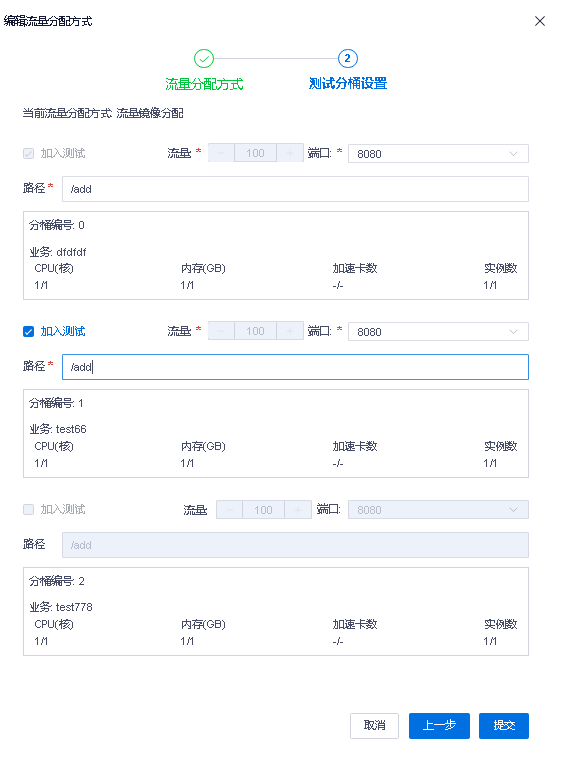 编辑流量分配方式
2
流量分配方式 测试分桶设置
当前流量分配方式: 流量镜像分配
加入测试 流量: * - 100 + 端口: * 8080
路径 * /add
分桶编号: 0
业务: dfdfdf
CPU(核) 内存(GB) 加速卡数 实例数
1/1 1/1 -/- 1/1
加入测试 流量: * - 100 + 端口: * 8080
路径 * /add
分桶编号: 1
业务: test66
CPU(核) 内存(GB) 加速卡数 实例数
1/1 1/1 -/- 1/1
加入测试 流量: - 100 + 端口: 8080
路径 /add
分桶编号: 2
业务: test778
CPU(核) 内存(GB) 加速卡数 实例数
1/1 1/1 -/- 1/1
取消 上一步 提交